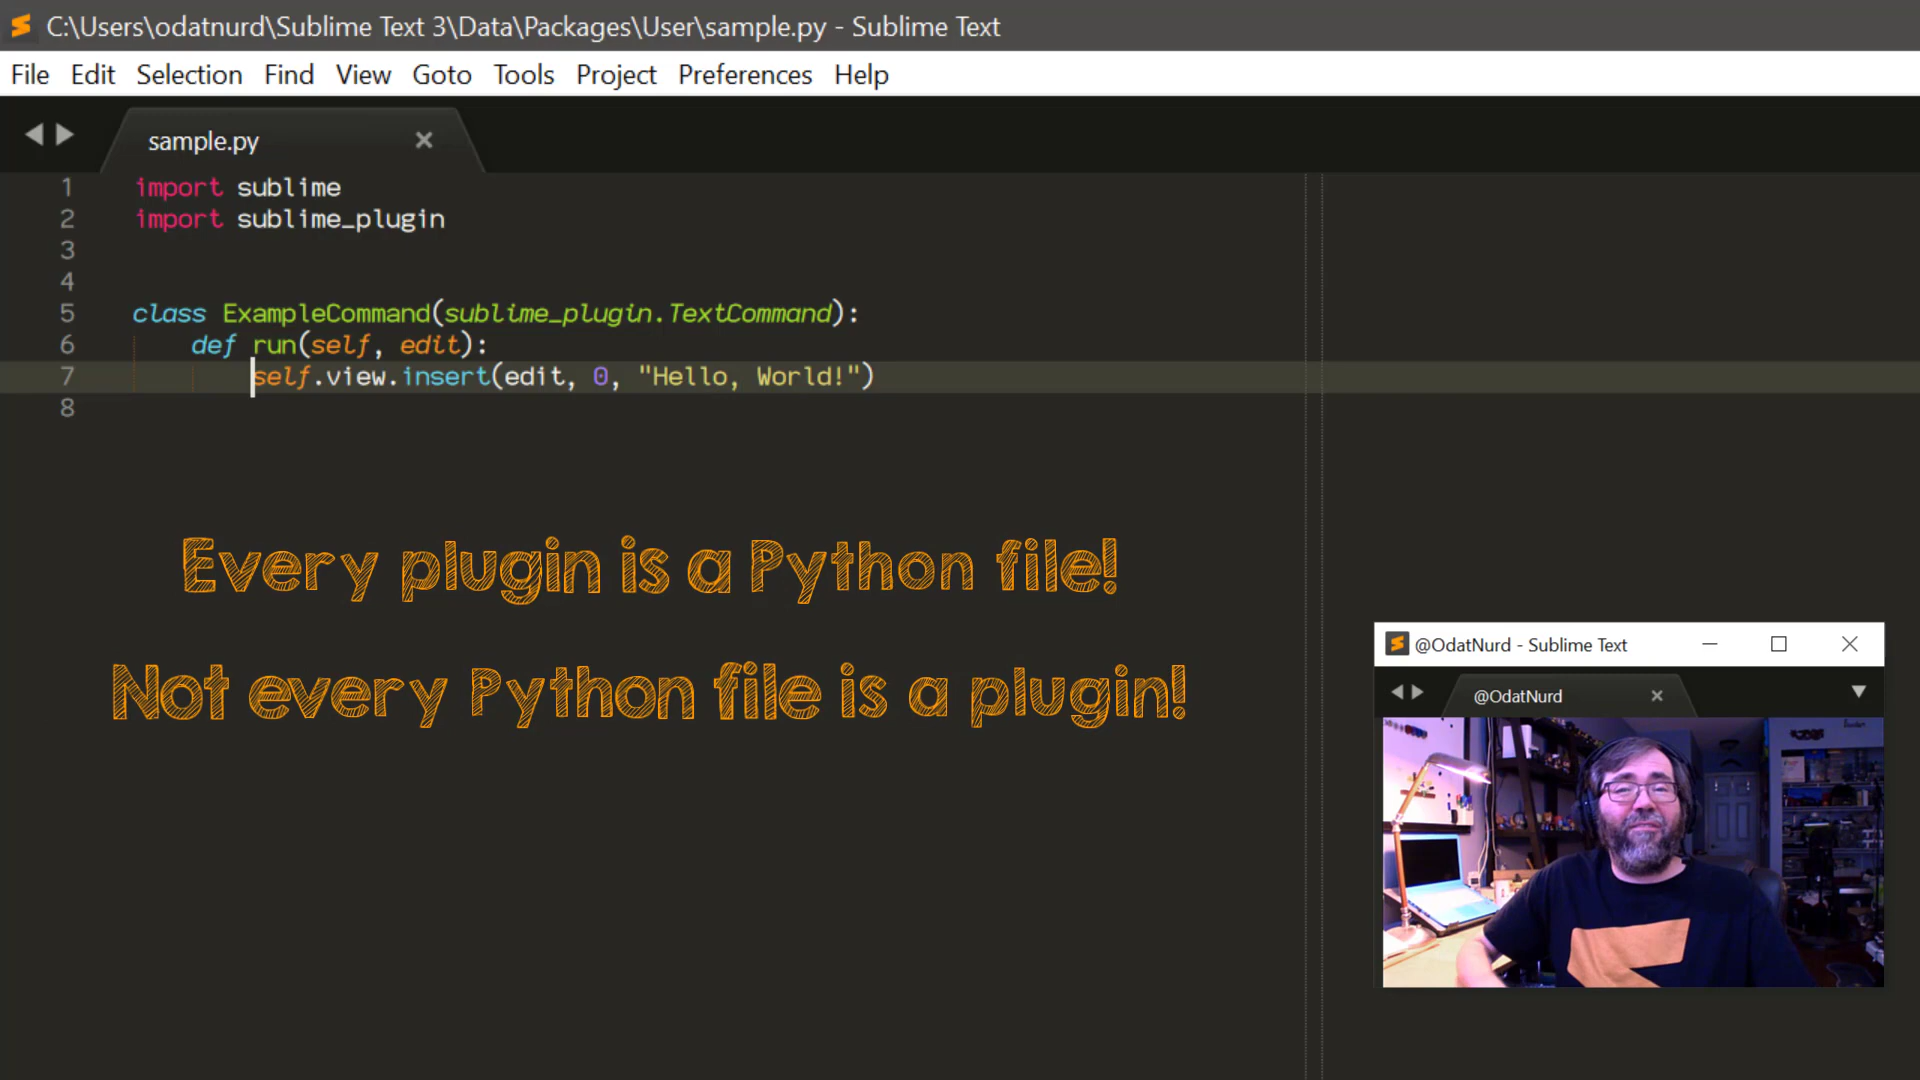 C:\Users\odatnurd\Sublime Text 3\Data\Packages\User\sample.py - Sublime Text
File Edit Selection Find View Goto Tools Project Preferences Help
sample.py
1 import sublime
2 import sublime_plugin
3
4
5 class ExampleCommand(sublime_plugin.TextCommand):
6 def run(self, edit):
7 self.view.insert(edit, 0, "Hello, World!")
8
Every plugin is a Python file!
Not every Python file is a plugin!
@OdatNurd - Sublime Text
@OdatNurd